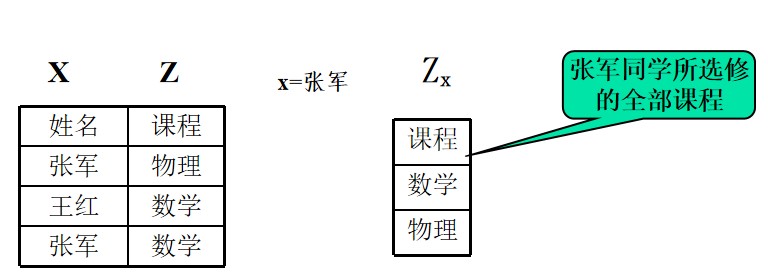 X Z
x=张军
Zx
张军同学所选修
的全部课程
姓名 课程
张军 物理
王红 数学
张军 数学
课程
数学
物理